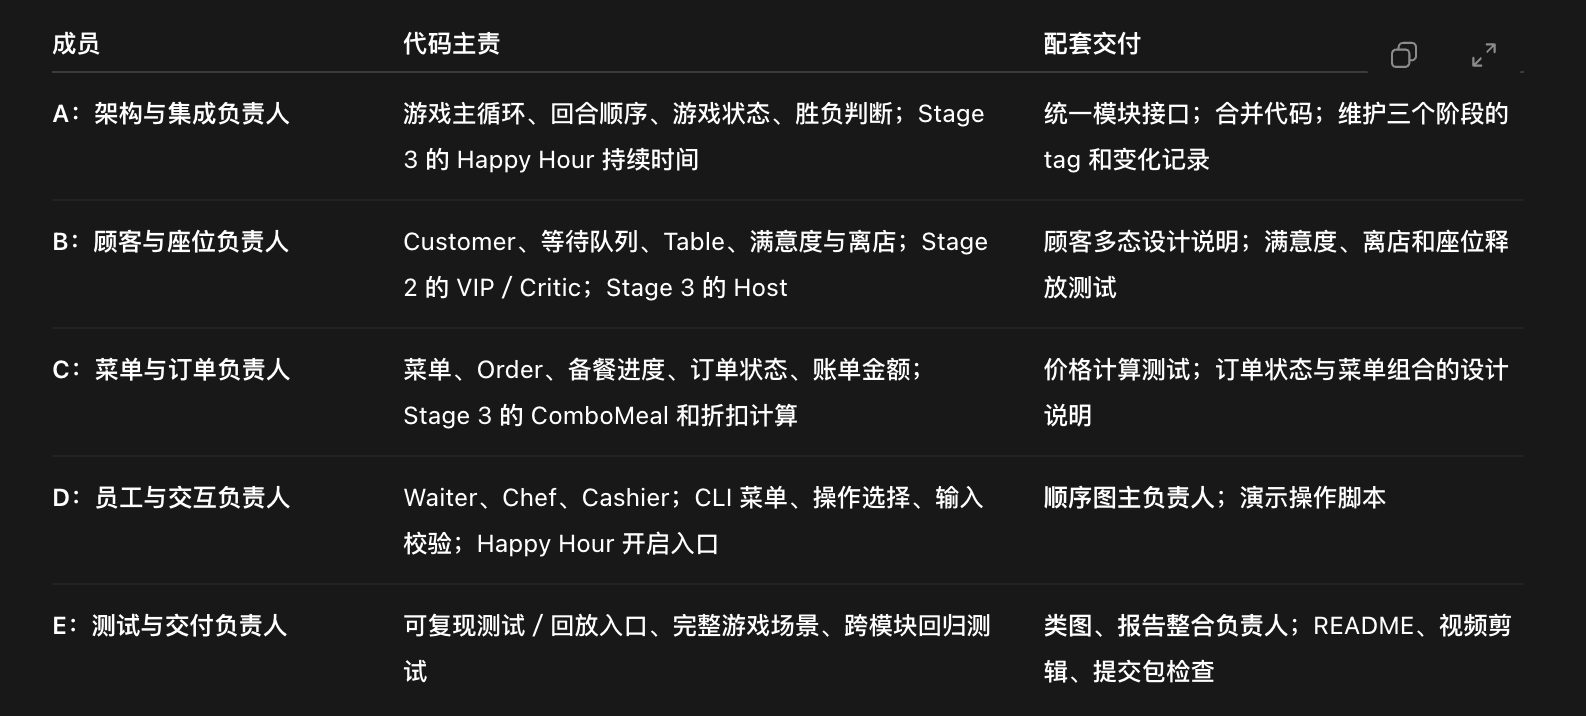 成员 代码主责 配套交付
A：架构与集成负责人 游戏主循环、回合顺序、游戏状态、胜负判断；Stage 统一模块接口；合并代码；维护三个阶段的
3 的 Happy Hour 持续时间 tag 和变化记录
B：顾客与座位负责人 Customer、等待队列、Table、满意度与离店；Stage 顾客多态设计说明；满意度、离店和座位释
2 的 VIP / Critic；Stage 3 的 Host 放测试
C：菜单与订单负责人 菜单、Order、备餐进度、订单状态、账单金额； 价格计算测试；订单状态与菜单组合的设计
Stage 3 的 ComboMeal 和折扣计算 说明
D：员工与交互负责人 Waiter、Chef、Cashier；CLI 菜单、操作选择、输入 顺序图主负责人；演示操作脚本
校验；Happy Hour 开启入口
E：测试与交付负责人 可复现测试 / 回放入口、完整游戏场景、跨模块回归测 类图、报告整合负责人；README、视频剪
试 辑、提交包检查